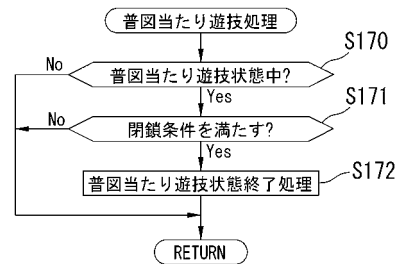 普図当たり遊技処理
S170
No
普図当たり遊技状態中?
Yes
S171
No
閉鎖条件を満たす?
Yes
S172
普図当たり遊技状態終了処理
RETURN